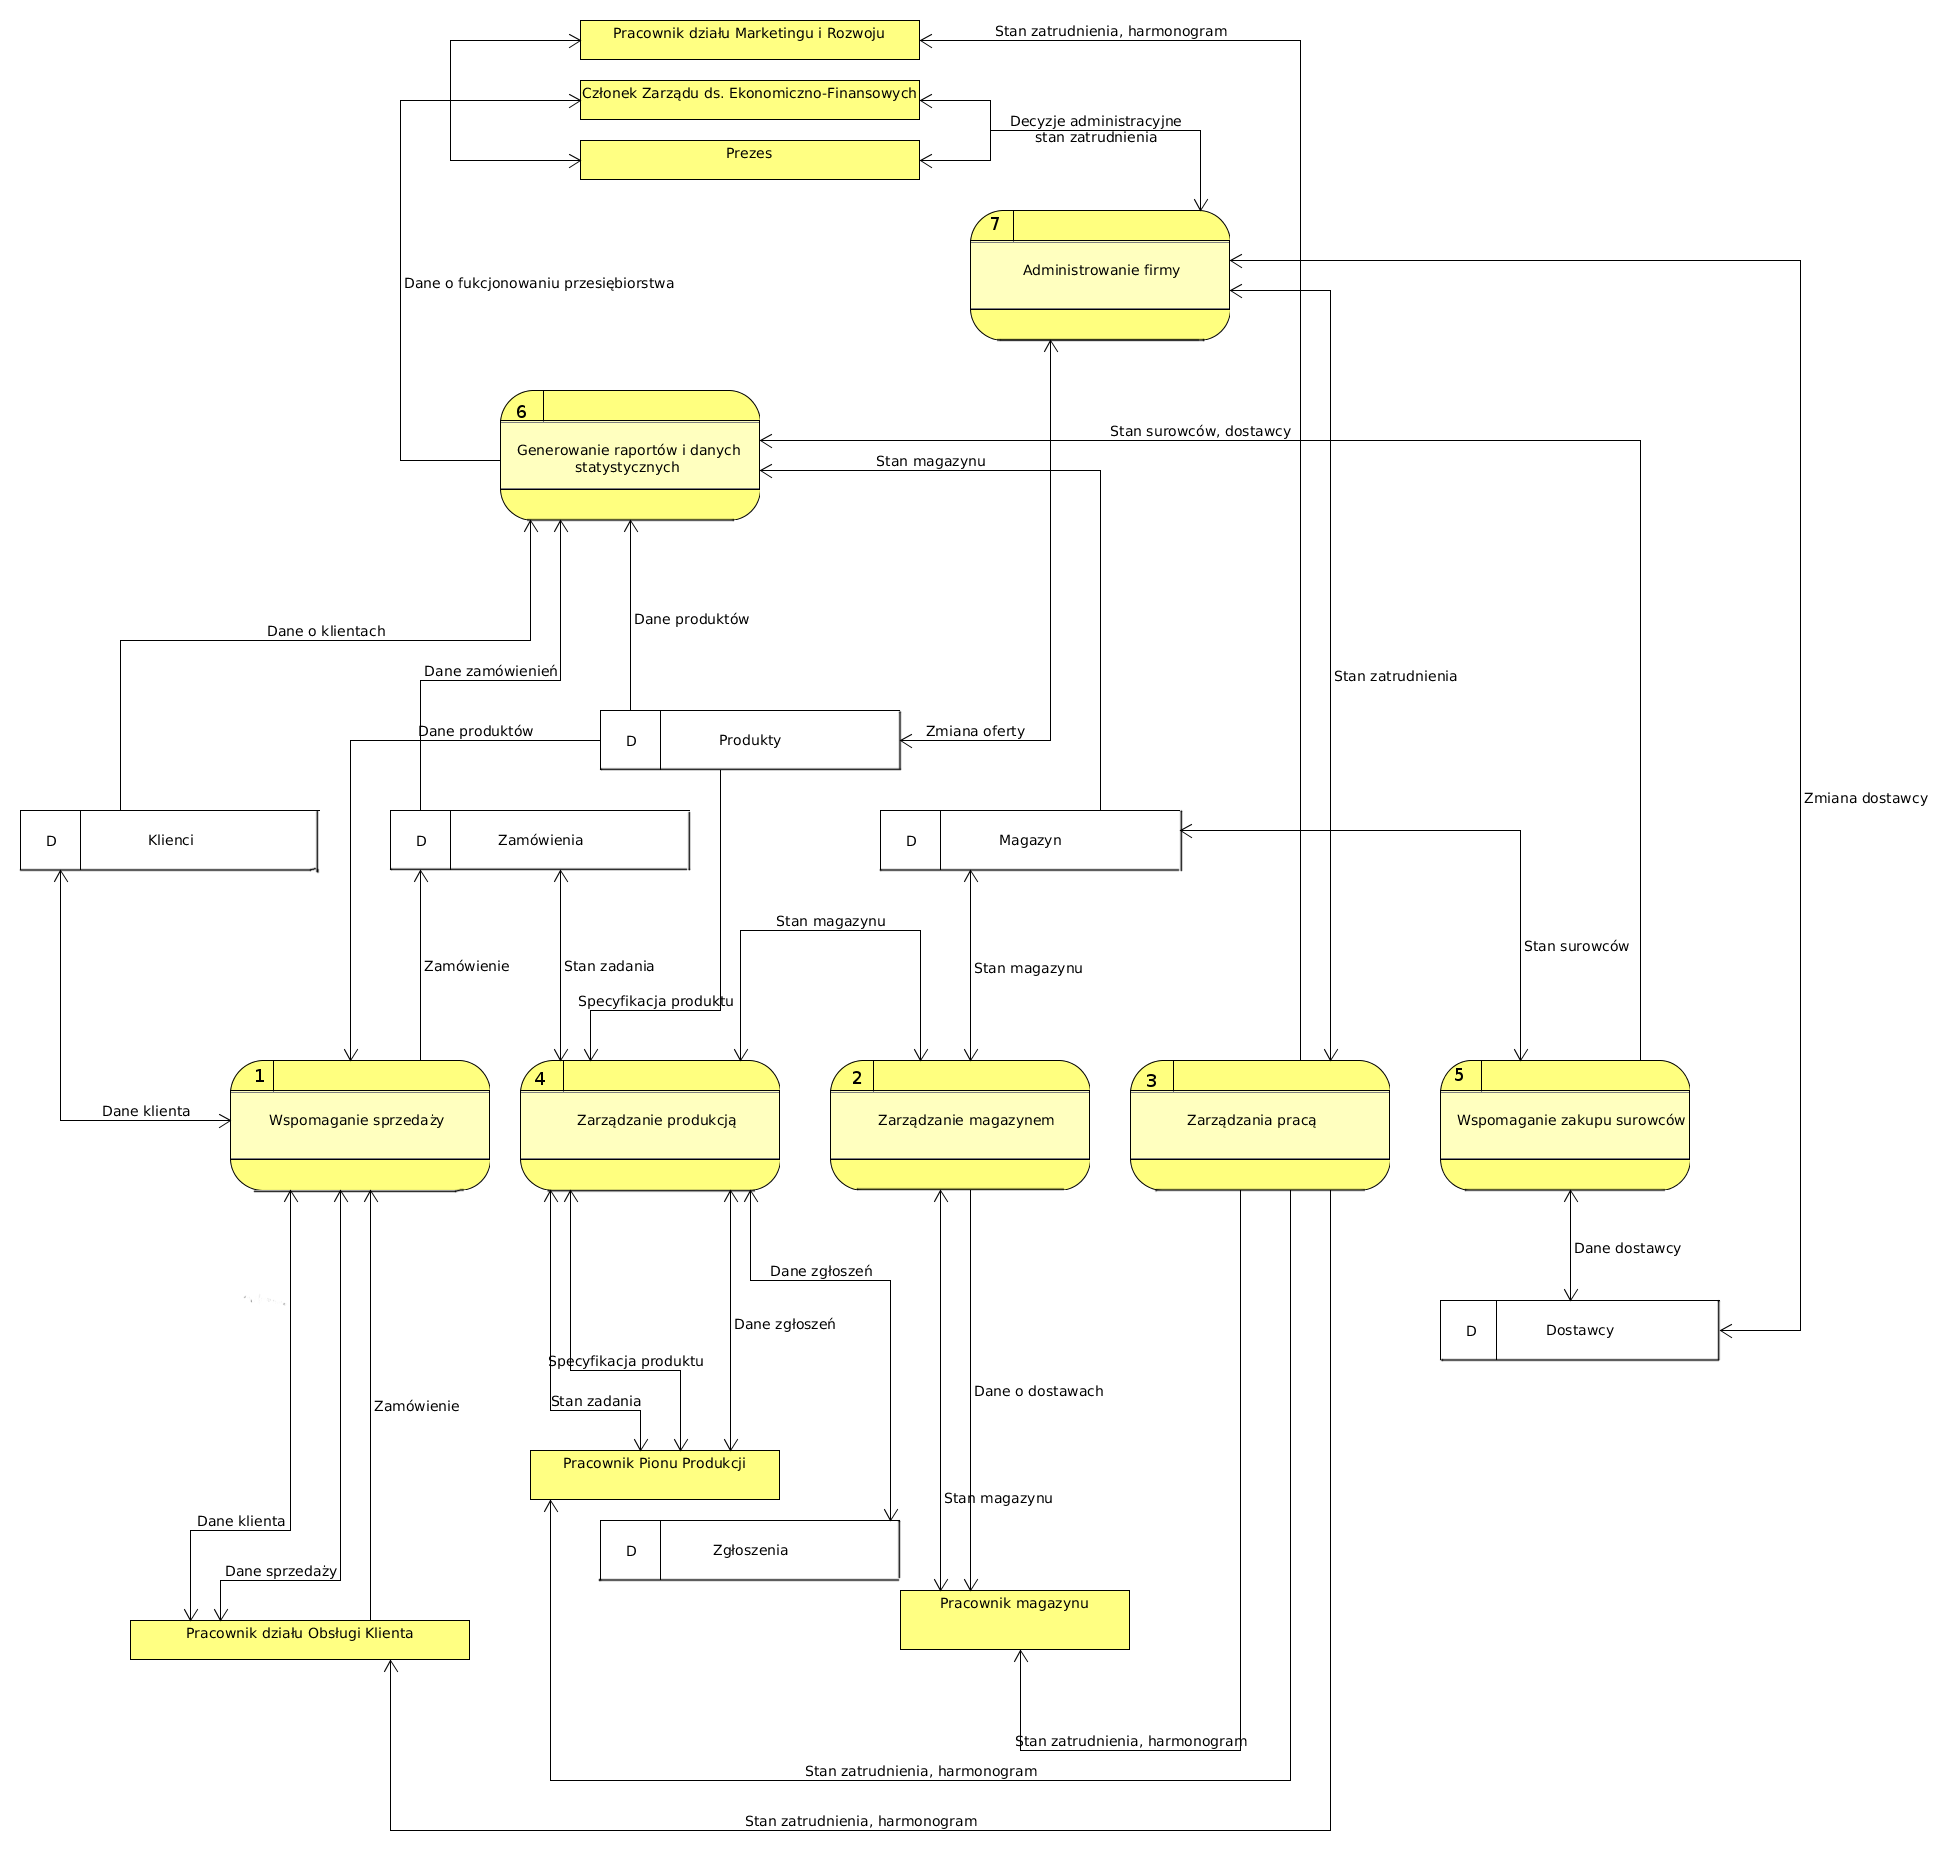 Pracownik działu Marketingu i Rozwoju
Stan zatrudnienia, harmonogram
Członek Zarządu ds. Ekonomiczno-Finansowych
Decyzje administracyjne
stan zatrudnienia
Prezes
7
Administrowanie firmy
Dane o fukcjonowaniu przesiębiorstwa
6
Generowanie raportów i danych
statystycznych
Stan surowców, dostawcy
Stan magazynu
Dane o klientach
Dane produktów
Dane zamówienień
Stan zatrudnienia
Dane produktów
D
Produkty
Zmiana oferty
Zmiana dostawcy
D
Klienci
D
Zamówienia
D
Magazyn
Stan magazynu
Stan surowców
Zamówienie
Stan zadania
Stan magazynu
Specyfikacja produktu
1
Wspomaganie sprzedaży
4
Zarządzanie produkcją
2
Zarządzanie magazynem
3
Zarządzania pracą
5
Wspomaganie zakupu surowców
Dane klienta
Dane dostawcy
Dane zgłoszeń
Dane zgłoszeń
D
Dostawcy
Specyfikacja produktu
Dane o dostawach
Stan zadania
Zamówienie
Pracownik Pionu Produkcji
Stan magazynu
Dane klienta
D
Zgłoszenia
Dane sprzedaży
Pracownik magazynu
Pracownik działu Obsługi Klienta
Stan zatrudnienia, harmonogram
Stan zatrudnienia, harmonogram
Stan zatrudnienia, harmonogram